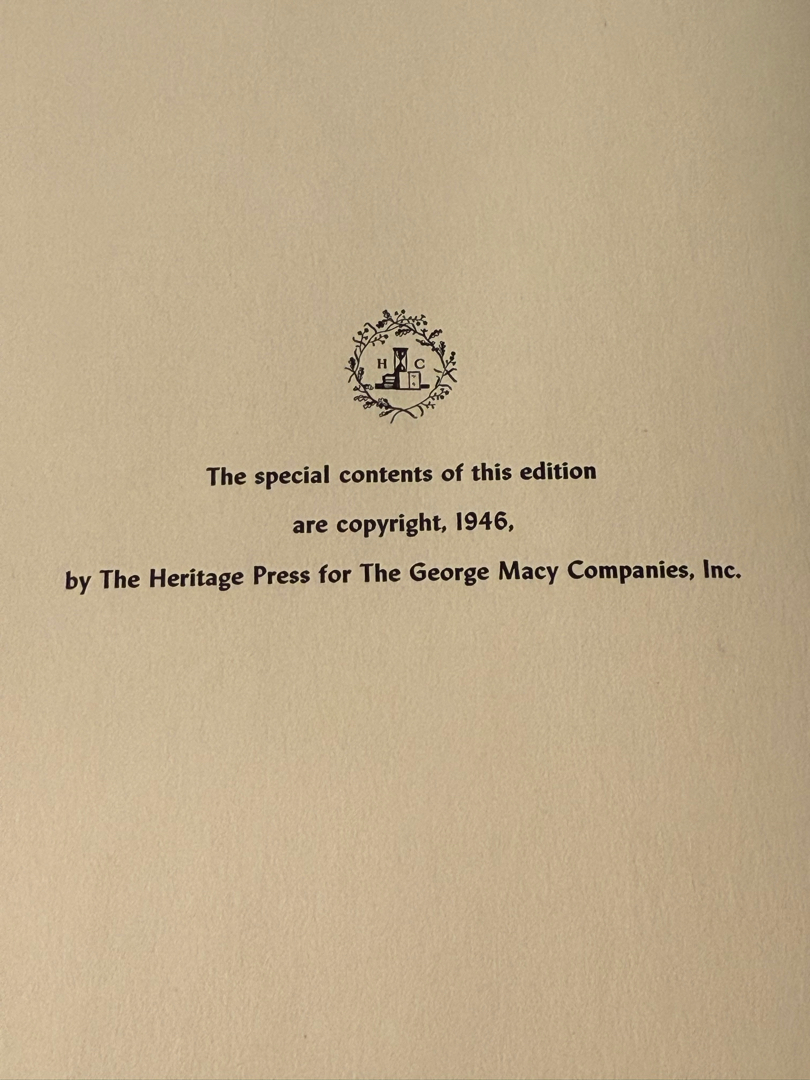 H C
The special contents of this edition
are copyright, 1946,
by The Heritage Press for The George Macy Companies, Inc.